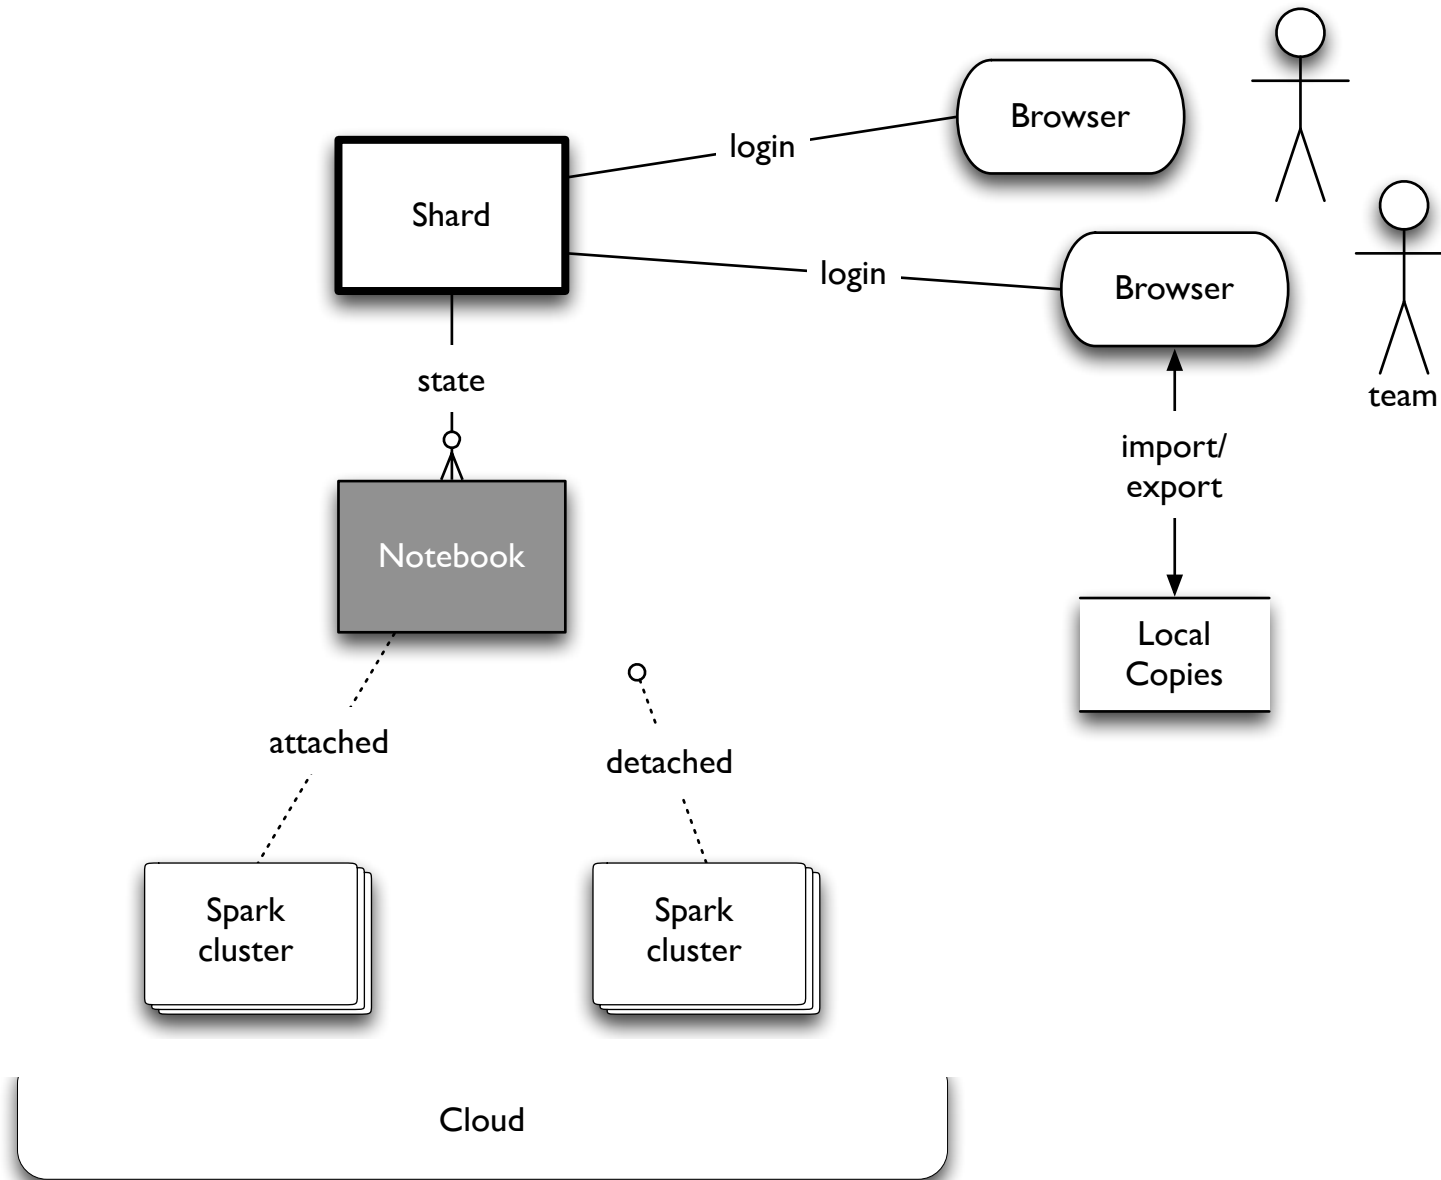 Browser
login
Shard
login
Browser
state
team
import/
export
Notebook
Local
Copies
attached
detached
Spark
cluster
Spark
cluster
Cloud